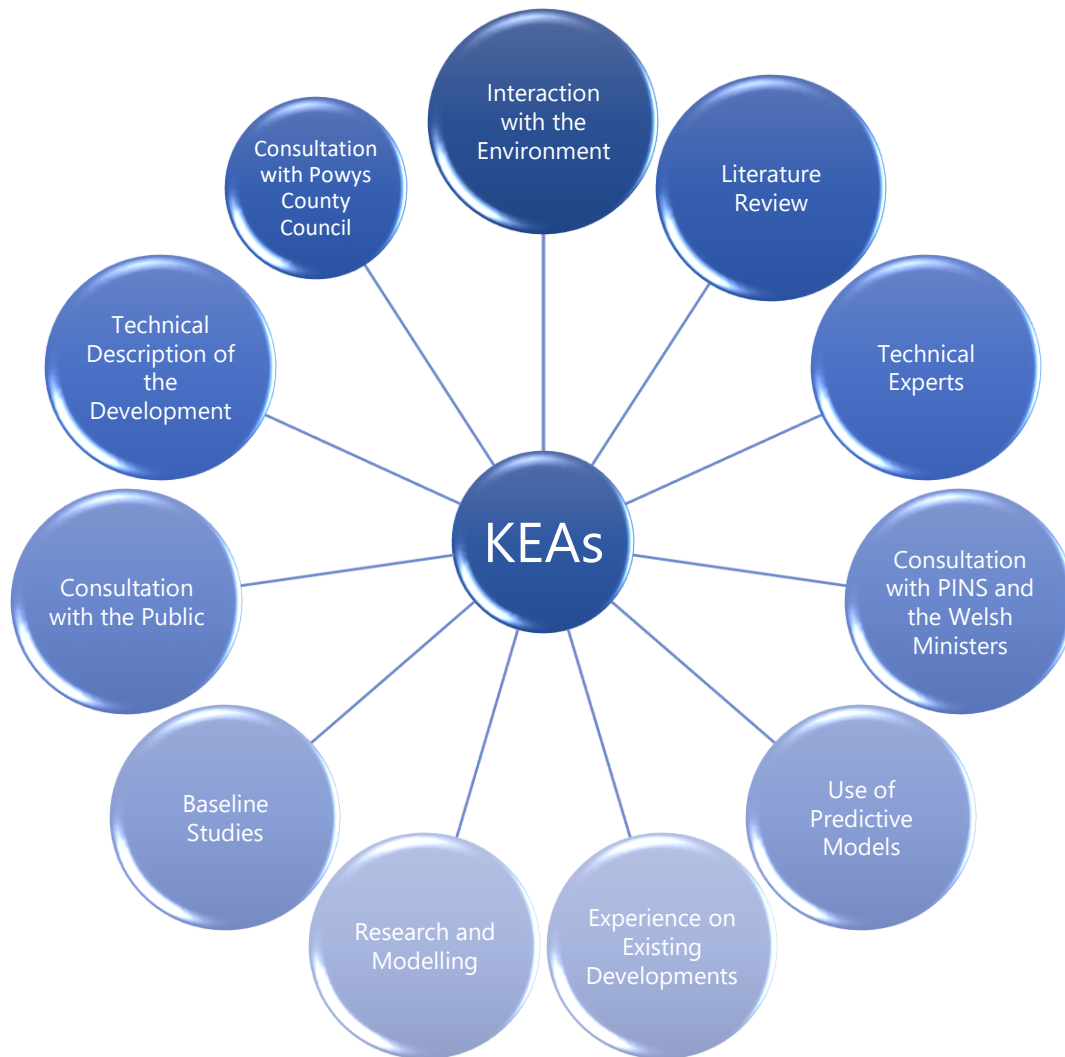 Interaction
with the
Environment
Literature
Review
Technical
Experts
Consultation
with PINS and
the Welsh
Ministers
Use of
Predictive
Models
Experience on
Existing
Developments
Research and
Modelling
Baseline
Studies
Consultation
with the Public
Technical
Description of
the
Development
Consultation
with Powys
County
Council
KEAs